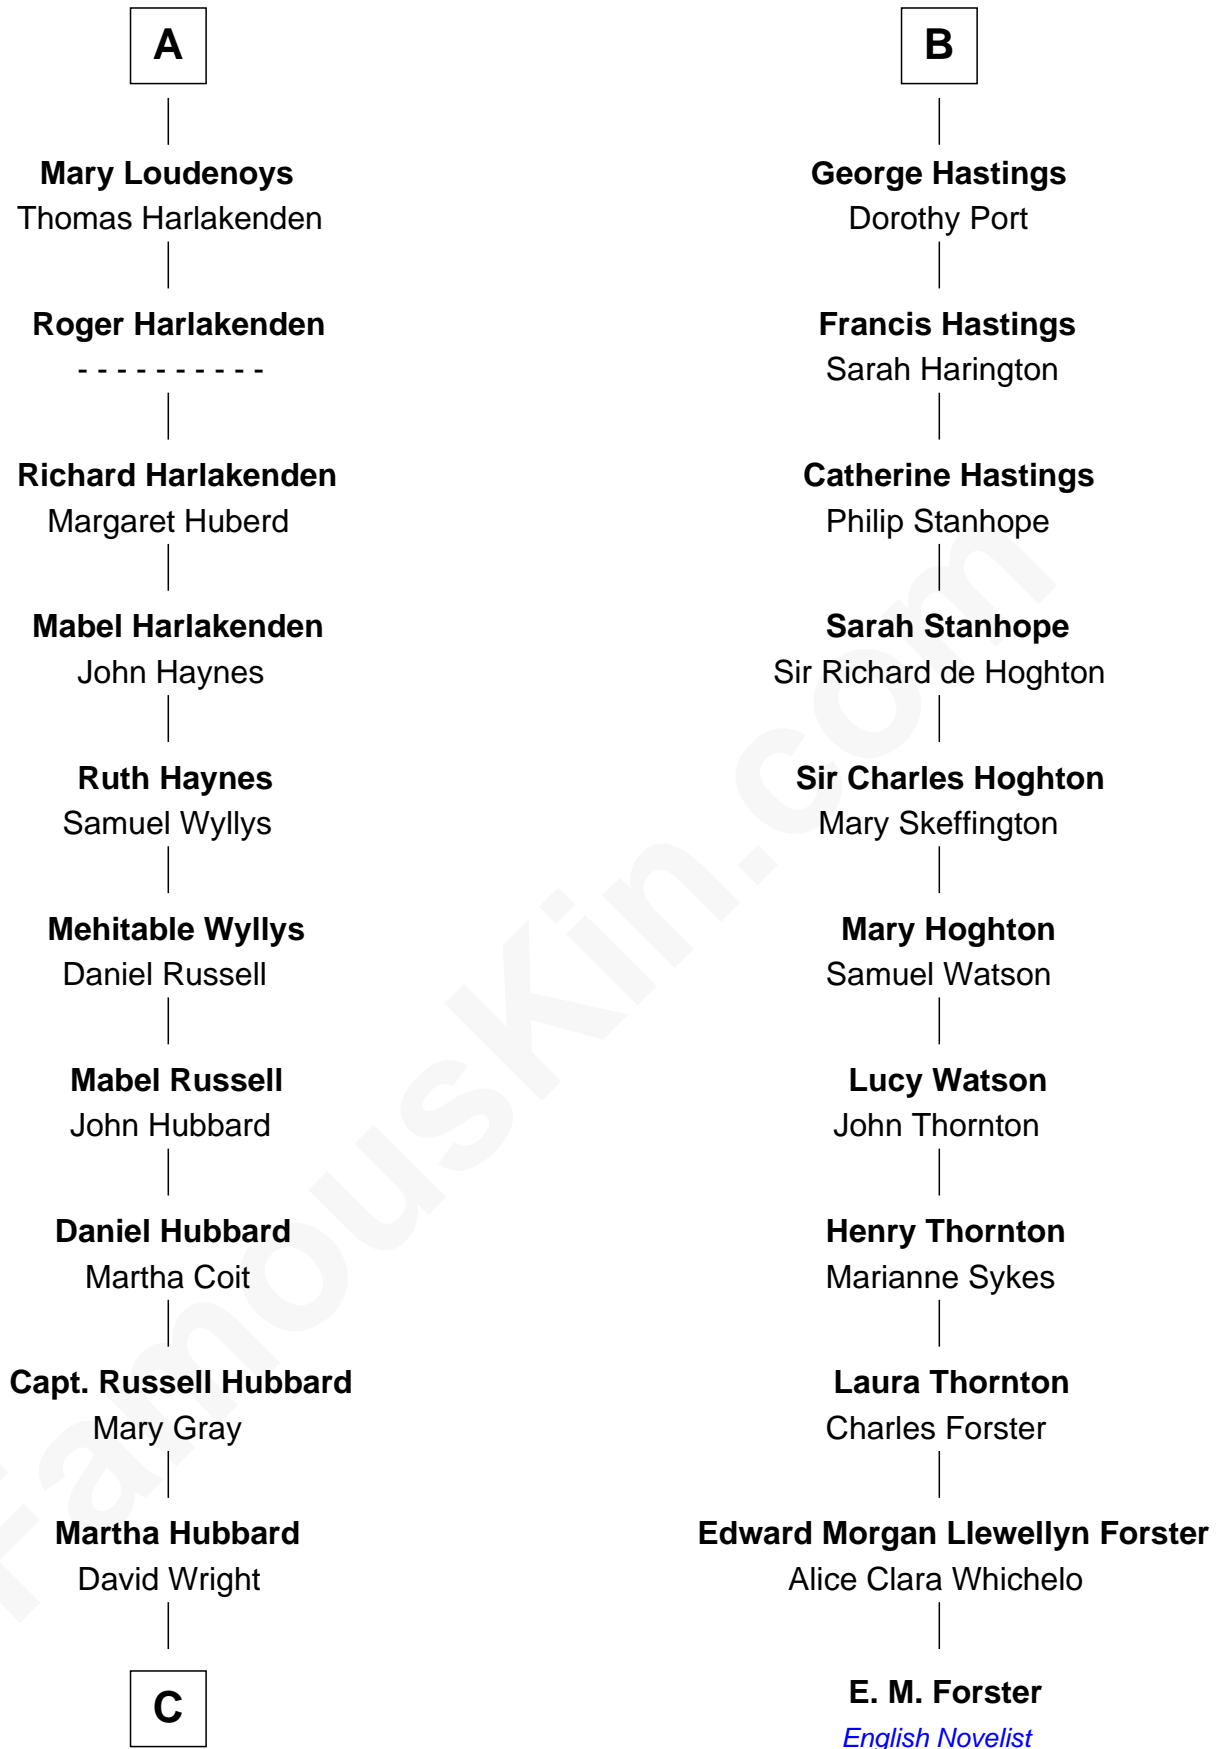 A
Mary Loudenoys
Thomas Harlakenden
Roger Harlakenden
- - - - - - - - - -
Richard Harlakenden
Margaret Huberd
Mabel Harlakenden
John Haynes
Ruth Haynes
Samuel Wyllys
Mehitable Wyllys
Daniel Russell
Mabel Russell
John Hubbard
Daniel Hubbard
Martha Coit
Capt. Russell Hubbard
Mary Gray
Martha Hubbard
David Wright
C
B
George Hastings
Dorothy Port
Francis Hastings
Sarah Harington
Catherine Hastings
Philip Stanhope
Sarah Stanhope
Sir Richard de Hoghton
Sir Charles Hoghton
Mary Skeffington
Mary Hoghton
Samuel Watson
Lucy Watson
John Thornton
Henry Thornton
Marianne Sykes
Laura Thornton
Charles Forster
Edward Morgan Llewellyn Forster
Alice Clara Whichelo
E. M. Forster
English Novelist
FamousKin.com